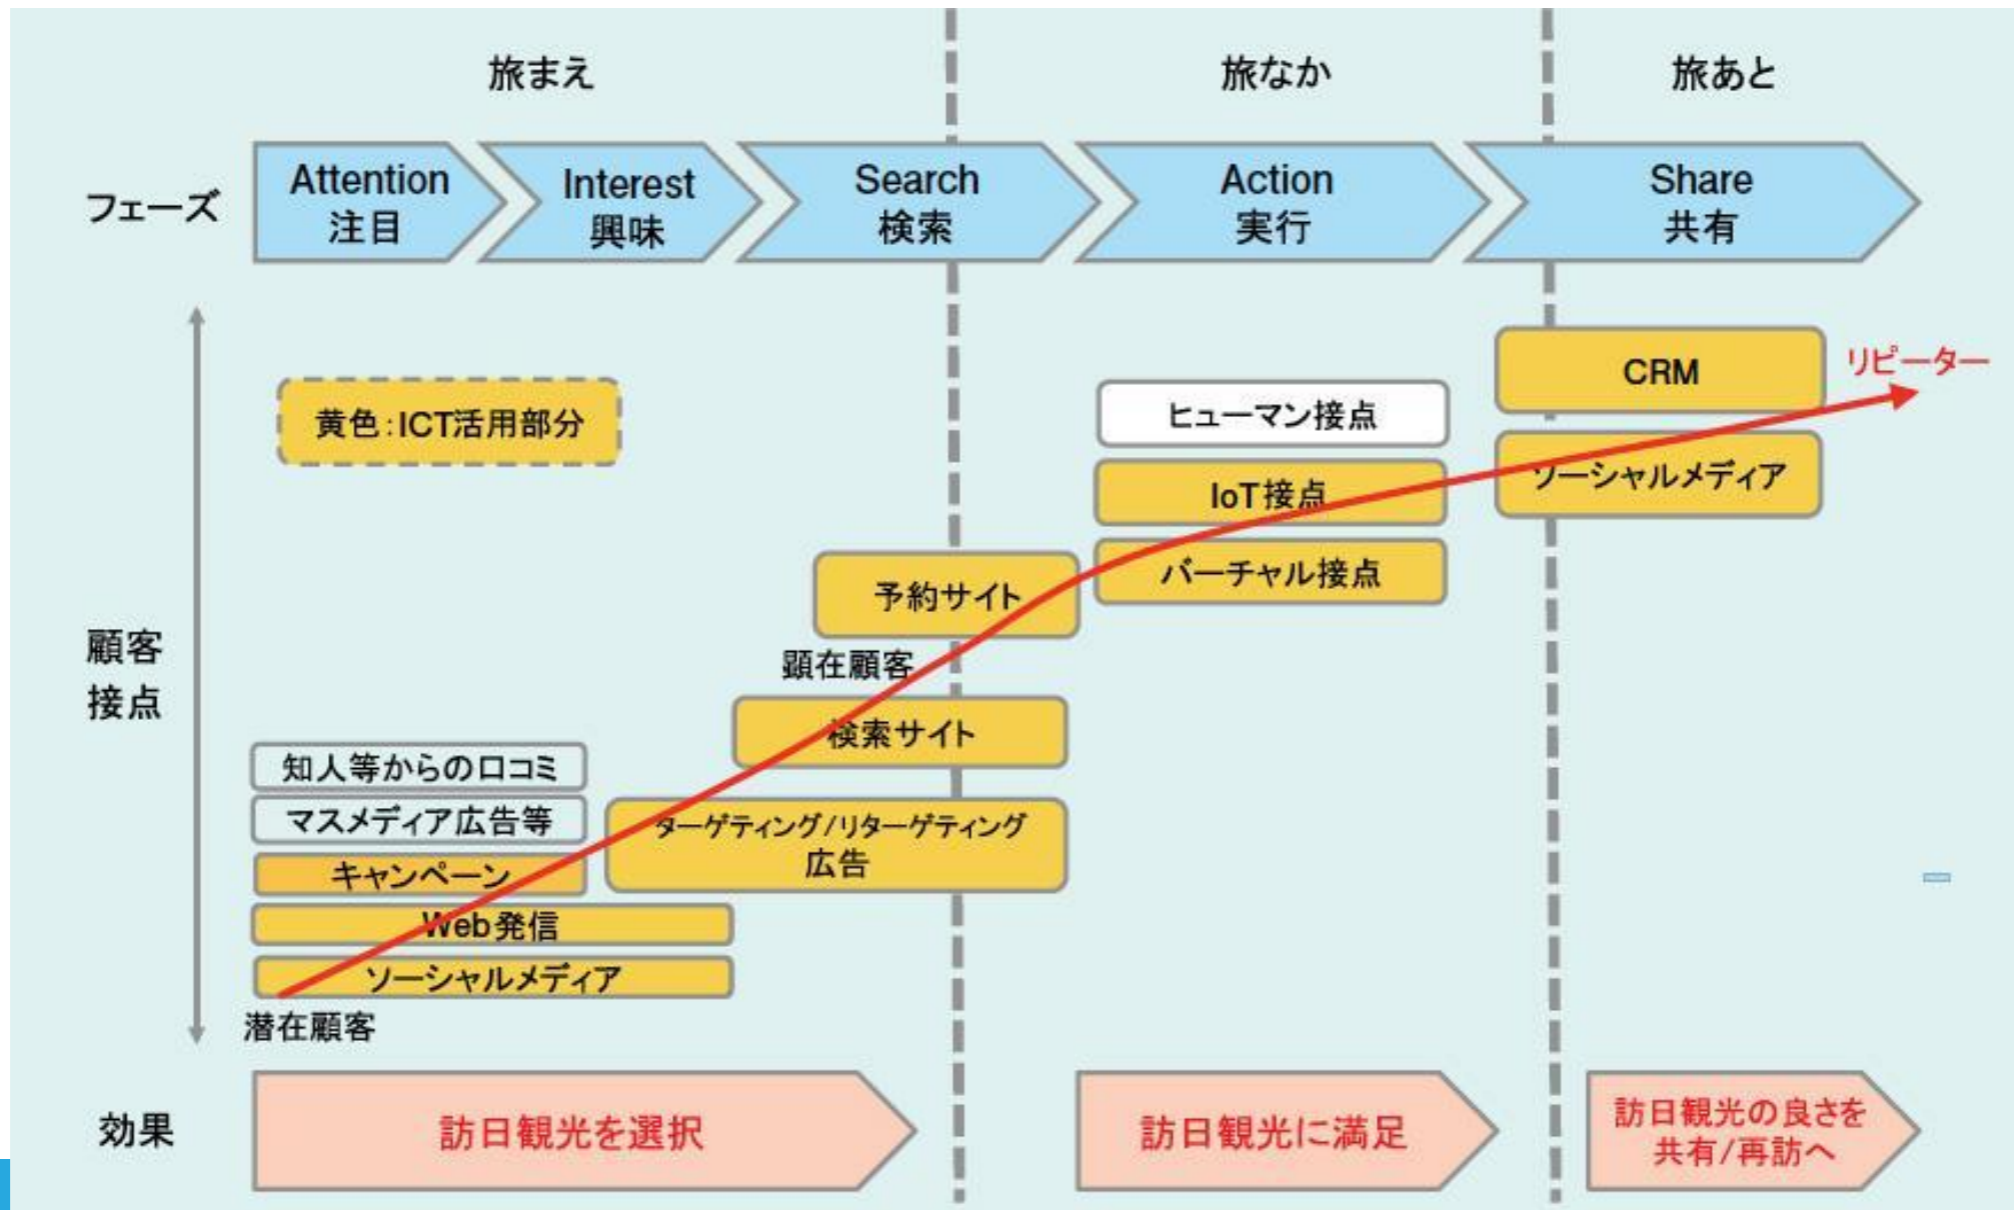 旅まえ
旅なか
旅あと
フェーズ
Attention
注目
Interest
興味
Search
検索
Action
実行
Share
共有
黄色：ICT活用部分
CRM
リピーター
ヒューマン接点
ソーシャルメディア
IoT接点
バーチャル接点
予約サイト
顕在顧客
顧客
接点
検索サイト
知人等からの口コミ
マスメディア広告等
ターゲティング/リターゲティング
広告
キャンペーン
Web発信
ソーシャルメディア
潜在顧客
効果
訪日観光を選択
訪日観光に満足
訪日観光の良さを
共有/再訪へ